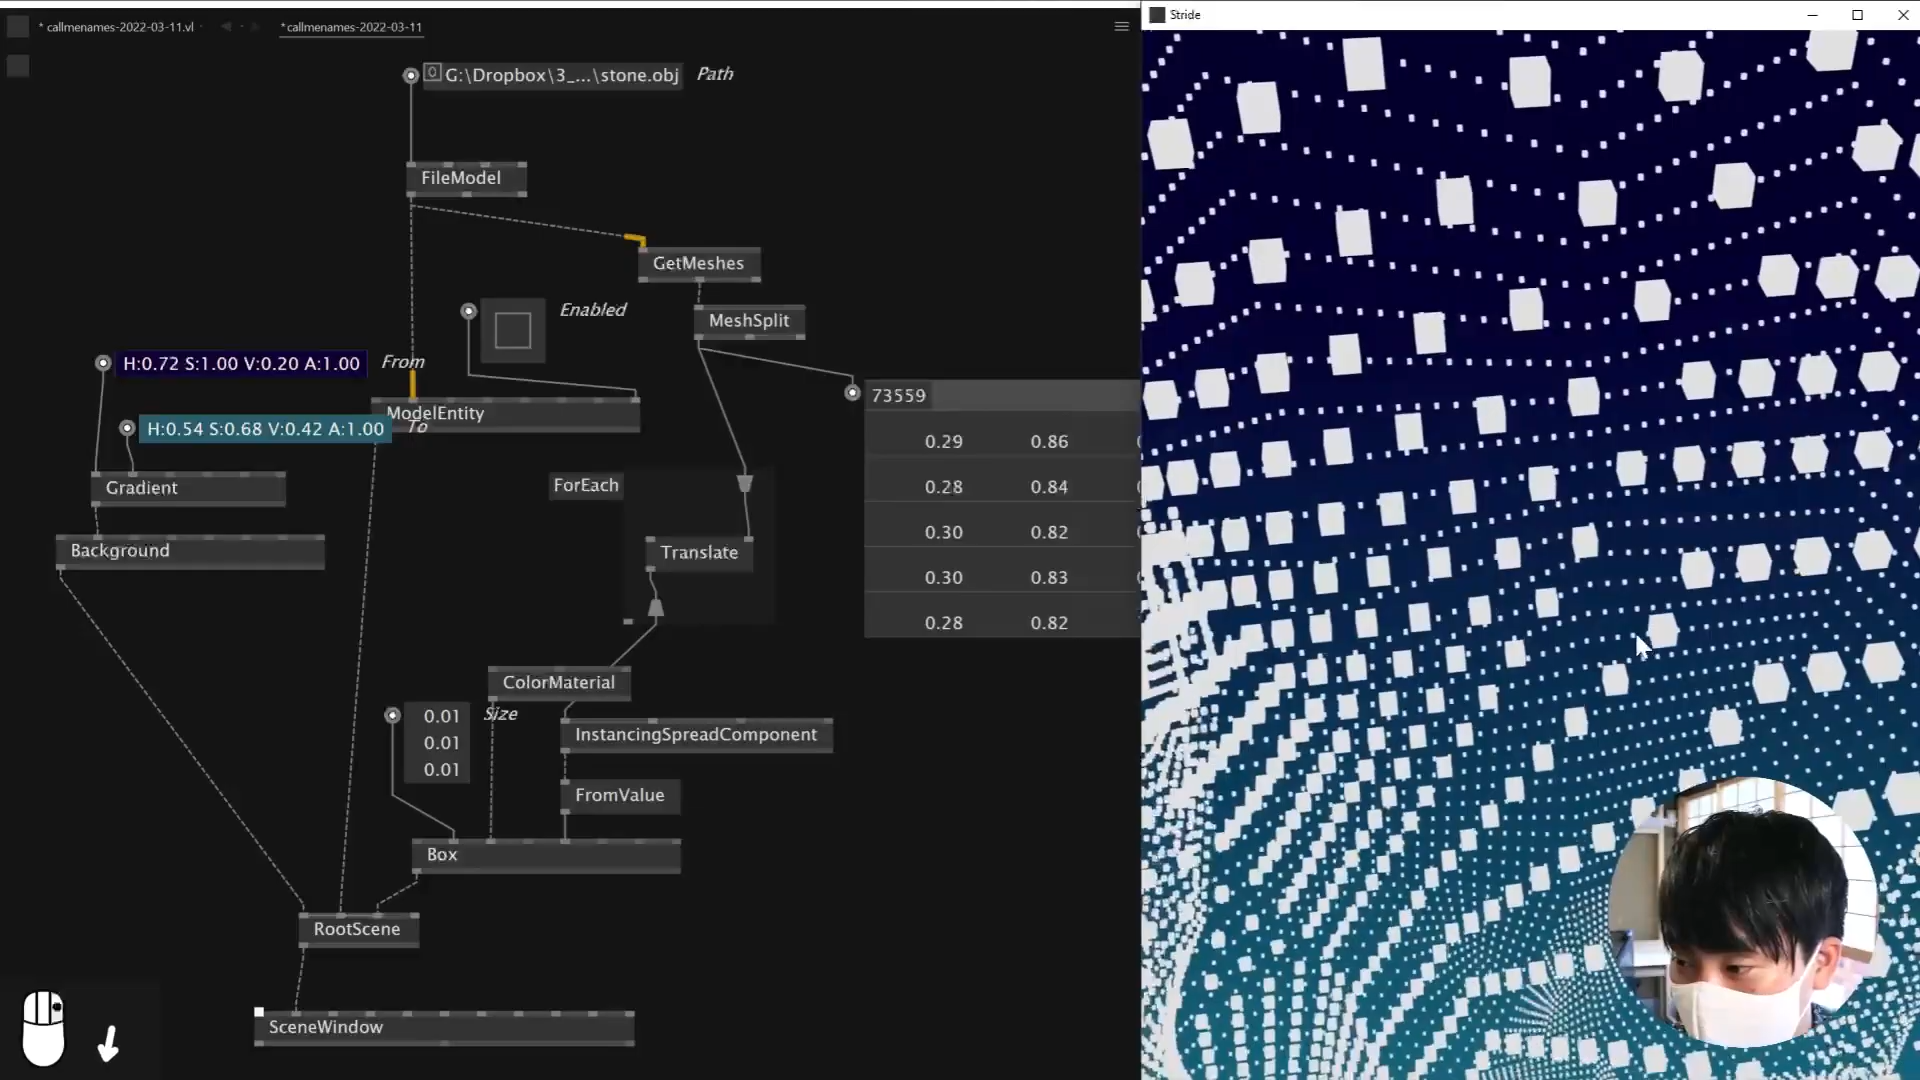 * callmenames-2022-03-11.vl
*callmenames-2022-03-11
Stride
0
G:\Dropbox\3_...\stone.obj
Path
FileModel
GetMeshes
Enabled
MeshSplit
H:0.72 S:1.00 V:0.20 A:1.00
From
ModelEntity
H:0.54 S:0.68 V:0.42 A:1.00
To
73559
0.29 0.86
0.28 0.84
0.30 0.82
0.30 0.83
0.28 0.82
Gradient
ForEach
Background
Translate
ColorMaterial
0.01
0.01
0.01
Size
InstancingSpreadComponent
FromValue
Box
RootScene
SceneWindow